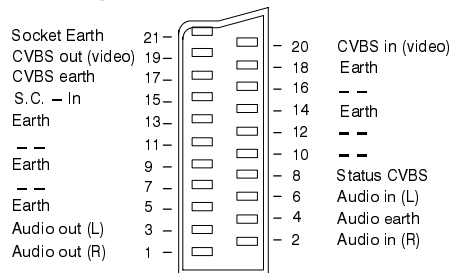 Socket Earth 21 –
CVBS out (video) 19 –
CVBS earth 17 –
S.C. – In 15 –
Earth 13 –
– – 11 –
Earth 9 –
– – 7 –
Earth 5 –
Audio out (L) 3 –
Audio out (R) 1 –
– 20 CVBS in (video)
– 18 Earth
– 16 – –
– 14 Earth
– 12 – –
– 10 – –
– 8 Status CVBS
– 6 Audio in (L)
– 4 Audio earth
– 2 Audio in (R)